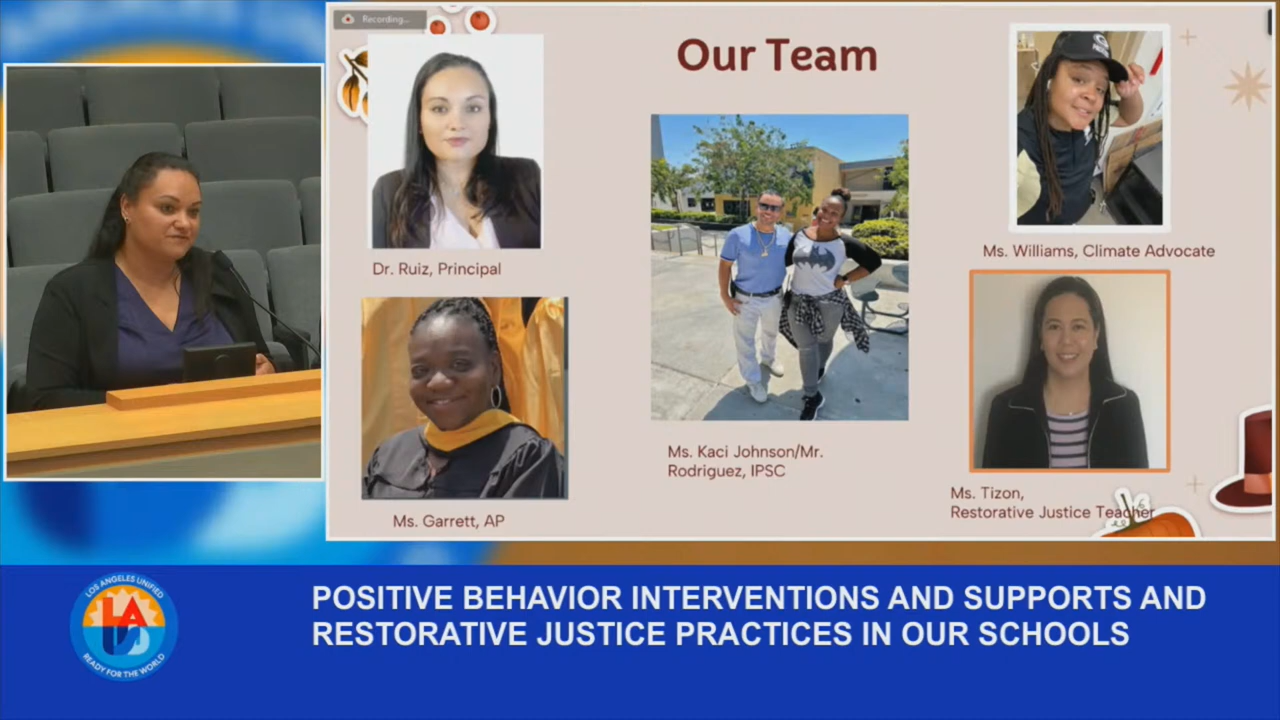 Recording...
Our Team
Dr. Ruiz, Principal
Ms. Williams, Climate Advocate
Ms. Kaci Johnson/Mr.
Rodriguez, IPSC
Ms. Garrett, AP
Ms. Tizon,
Restorative Justice Teacher
LOS ANGELES UNIFIED
LAUSD
READY FOR THE WORLD
POSITIVE BEHAVIOR INTERVENTIONS AND SUPPORTS AND
RESTORATIVE JUSTICE PRACTICES IN OUR SCHOOLS